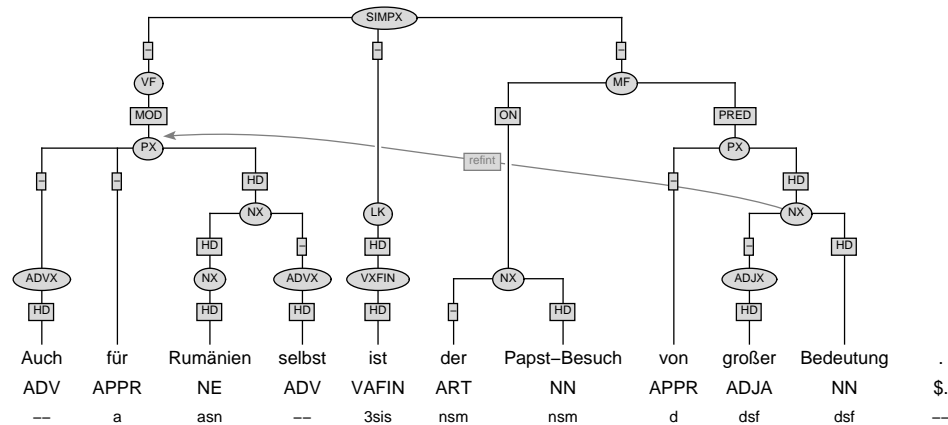 SIMPX
– – –
VF MF
MOD ON PRED
PX PX
refint
– – HD – HD
NX LK NX
HD – HD – HD
ADVX NX ADVX VXFIN NX ADJX
HD HD HD HD – HD HD
Auch für Rumänien selbst ist der Papst–Besuch von großer Bedeutung .
ADV APPR NE ADV VAFIN ART NN APPR ADJA NN $.
–– a asn –– 3sis nsm nsm d dsf dsf ––